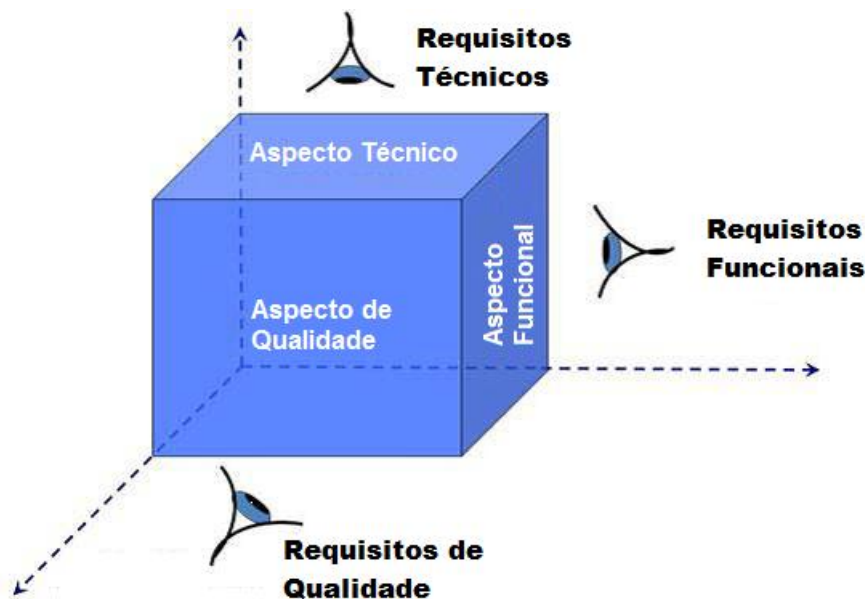 Requisitos
Técnicos
Aspecto Técnico
Requisitos
Funcionais
Aspecto
Funcional
Aspecto de
Qualidade
Requisitos de
Qualidade